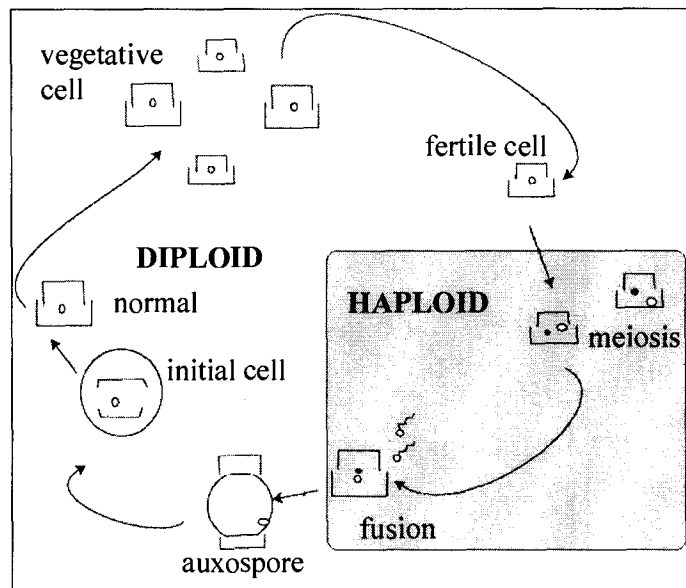 vegetative
cell
fertile cell
DIPLOID
HAPLOID
normal
meiosis
initial cell
fusion
auxospore